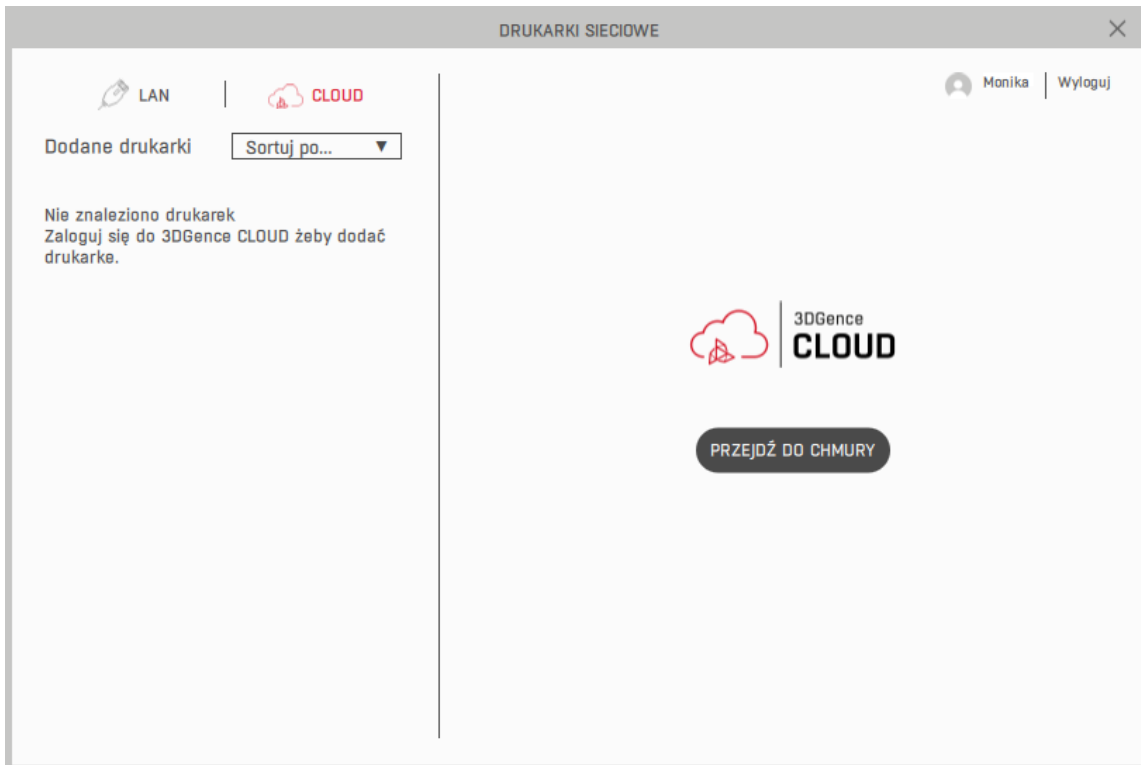 DRUKARKI SIECIOWE
LAN
CLOUD
Monika
Wyloguj
Dodane drukarki
Sortuj po...
Nie znaleziono drukarek
Zaloguj się do 3DGence CLOUD żeby dodać
drukarke.
3DGence
CLOUD
PRZEJDŹ DO CHMURY